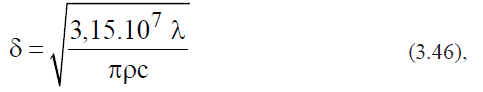 δ = √(3,15.10⁷ λ / πρc) (3.46),